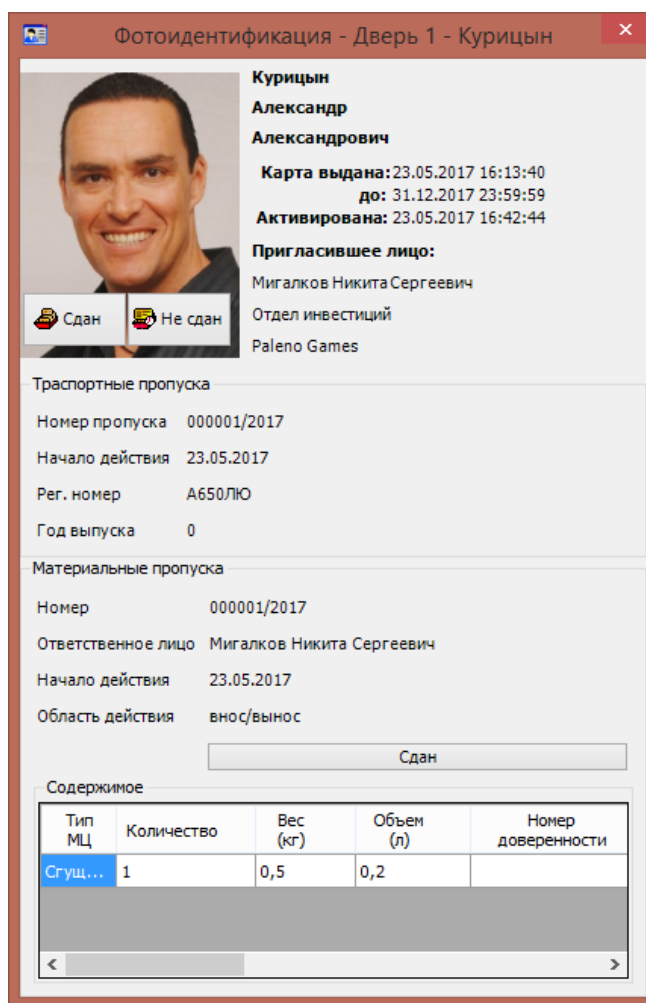 Фотоидентификация - Дверь 1 - Курицын
Курицын
Александр
Александрович
Карта выдана: 23.05.2017 16:13:40
до: 31.12.2017 23:59:59
Активирована: 23.05.2017 16:42:44
Пригласившее лицо:
Мигалков Никита Сергеевич
Сдан Не сдан
Отдел инвестиций
Paleno Games
Траспортные пропуска
Номер пропуска 000001/2017
Начало действия 23.05.2017
Рег. номер А650ЛЮ
Год выпуска 0
Материальные пропуска
Номер 000001/2017
Ответственное лицо Мигалков Никита Сергеевич
Начало действия 23.05.2017
Область действия внос/вынос
Сдан
Содержимое
Тип МЦ Количество Вес (кг) Объем (л) Номер доверенности
Сгущ... 1 0,5 0,2